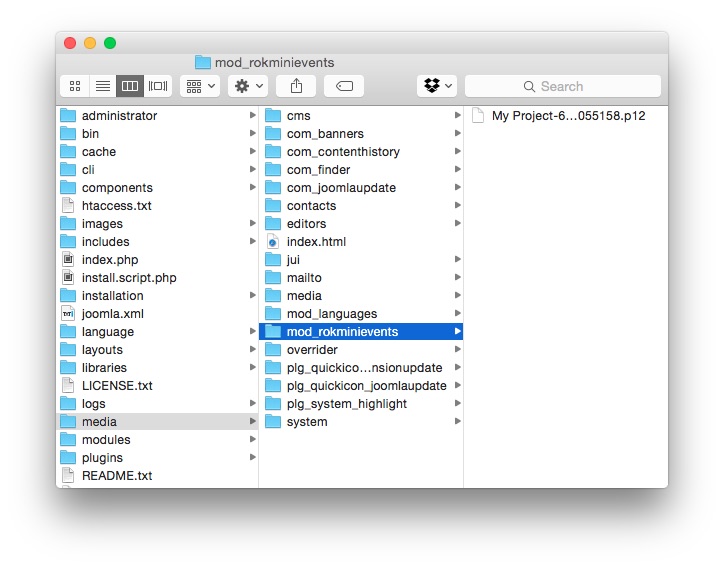 mod_rokminievents
Search
administrator
bin
cache
cli
components
htaccess.txt
images
includes
index.php
install.script.php
installation
joomla.xml
language
layouts
libraries
LICENSE.txt
logs
media
modules
plugins
README.txt
cms
com_banners
com_contenthistory
com_finder
com_joomlaupdate
contacts
editors
index.html
jui
mailto
media
mod_languages
mod_rokminievents
overrider
plg_quickico...nsionupdate
plg_quickicon_joomlaupdate
plg_system_highlight
system
My Project-6...055158.p12